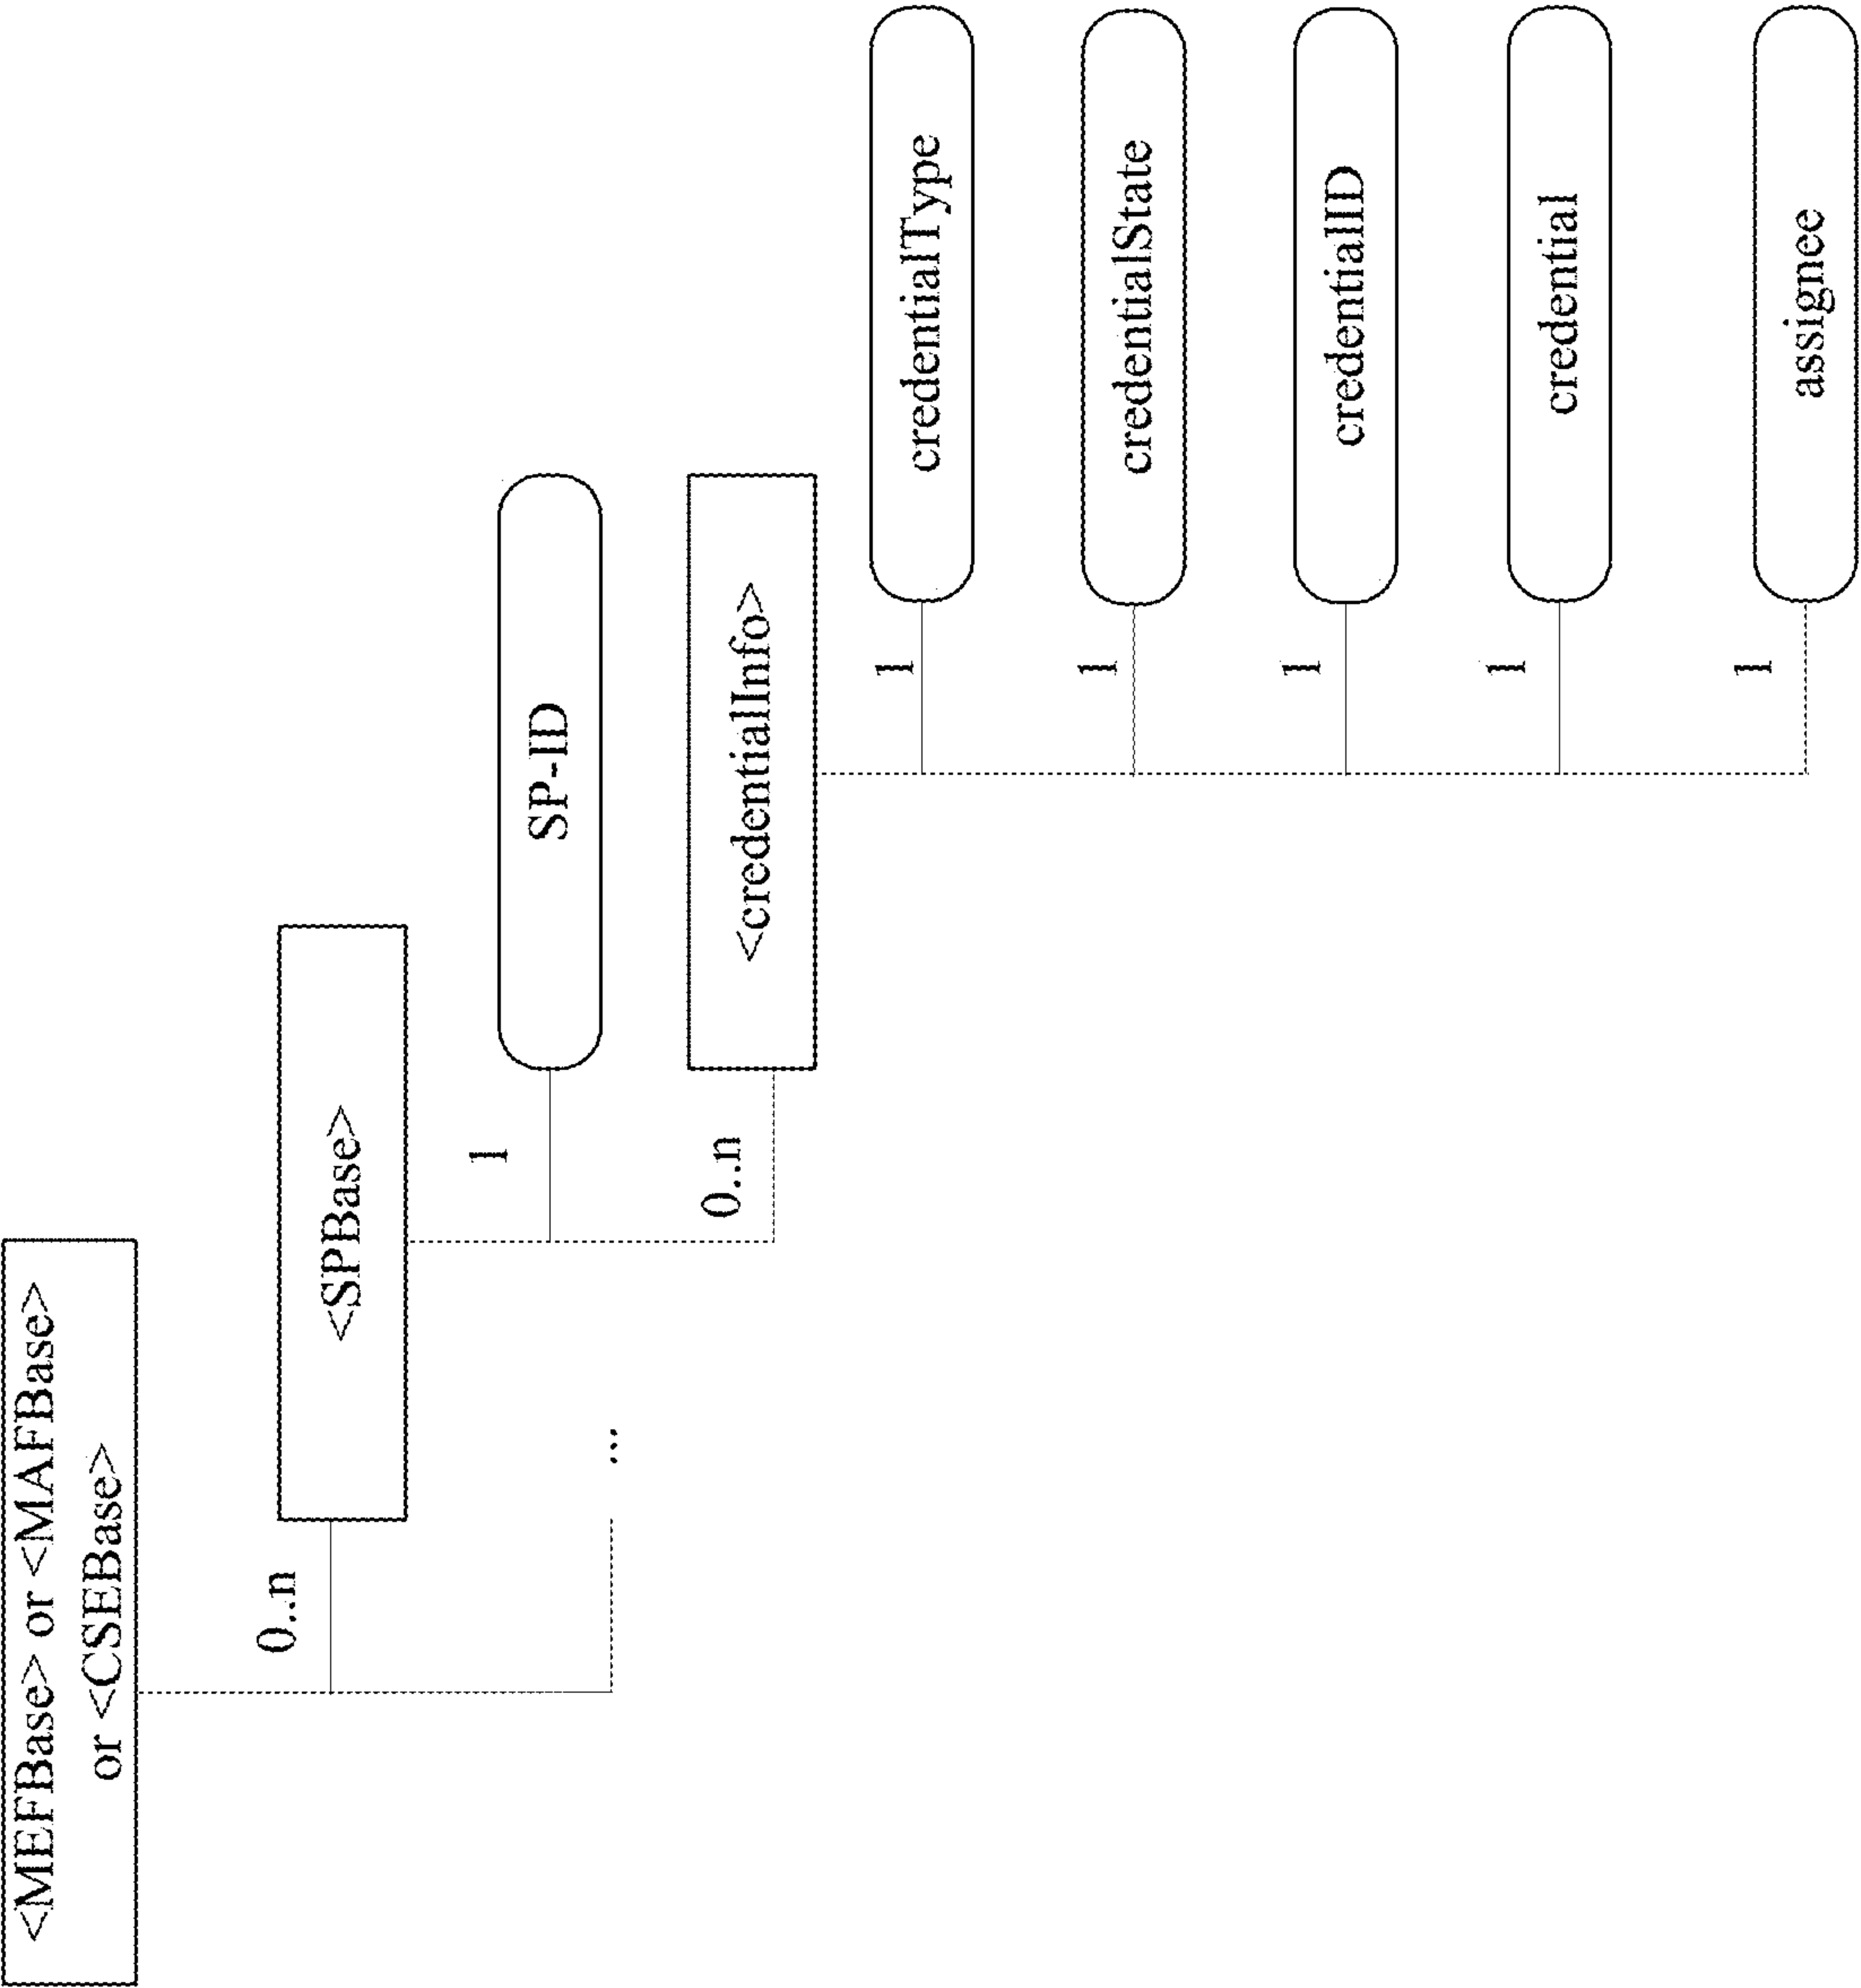 <MEFBase> or <MAFBase>
or <CSEBase>
0..n
<SPBase>
...
1
SP-ID
0..n
<credentialInfo>
1
credentialType
1
credentialState
1
credentialID
1
credential
1
assignee